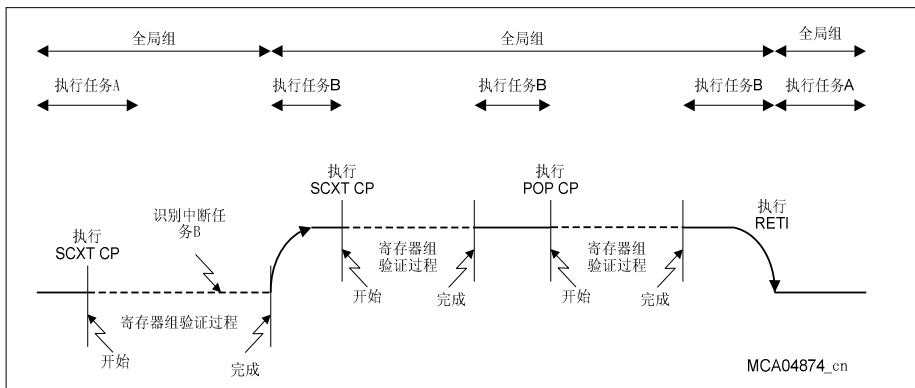 全局组
全局组
全局组
执行任务A
执行任务B
执行任务B
执行任务B
执行任务A
执行
SCXT CP
执行
POP CP
执行
RETI
识别中断任
务B
执行
SCXT CP
寄存器组
验证过程
寄存器组
验证过程
开始
完成
开始
完成
寄存器组验证过程
开始
完成
MCA04874_cn